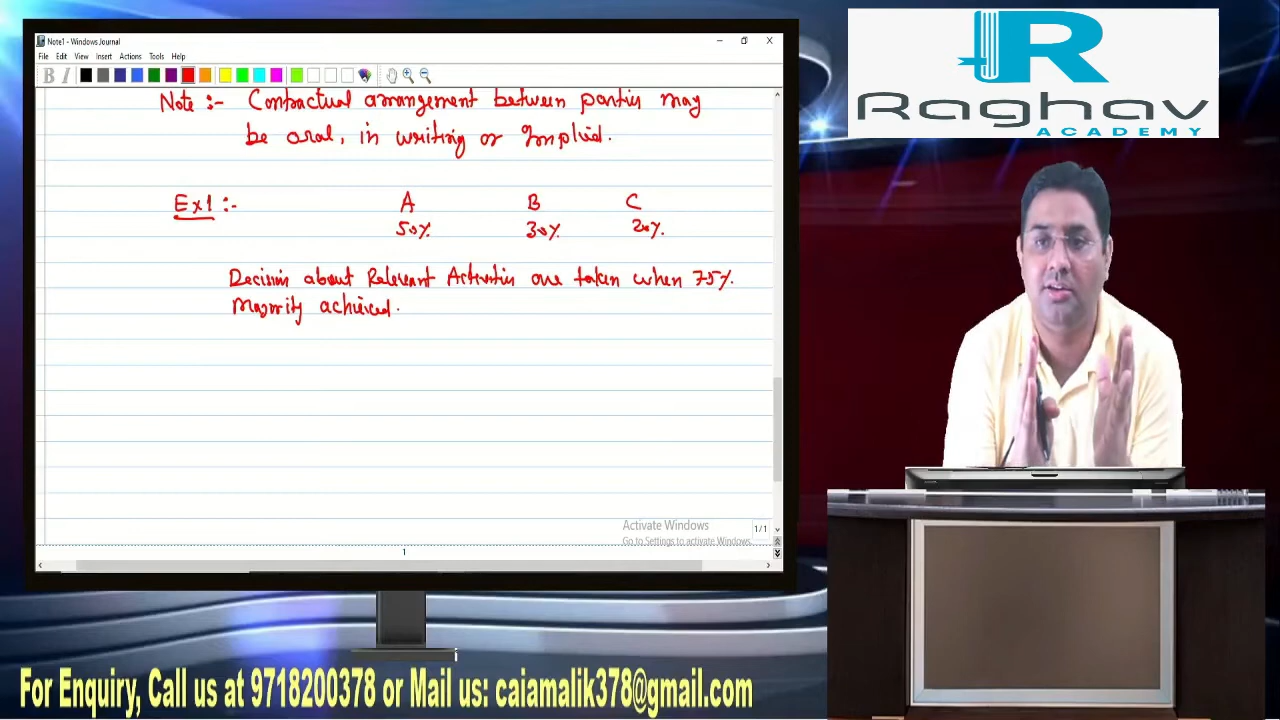 Note1 - Windows Journal
File Edit View Insert Actions Tools Help
B I
Note :- Contractual arrangement between parties may
be oral, in writing or Implied.
Ex1 :- A B C
50% 30% 20%.
Decision about Relevant Activities are taken when 75%.
Majority achieved.
Activate Windows
Go to Settings to activate Windows.
1/1
1
R
Raghav
ACADEMY
For Enquiry, Call us at 9718200378 or Mail us: caiamalik378@gmail.com